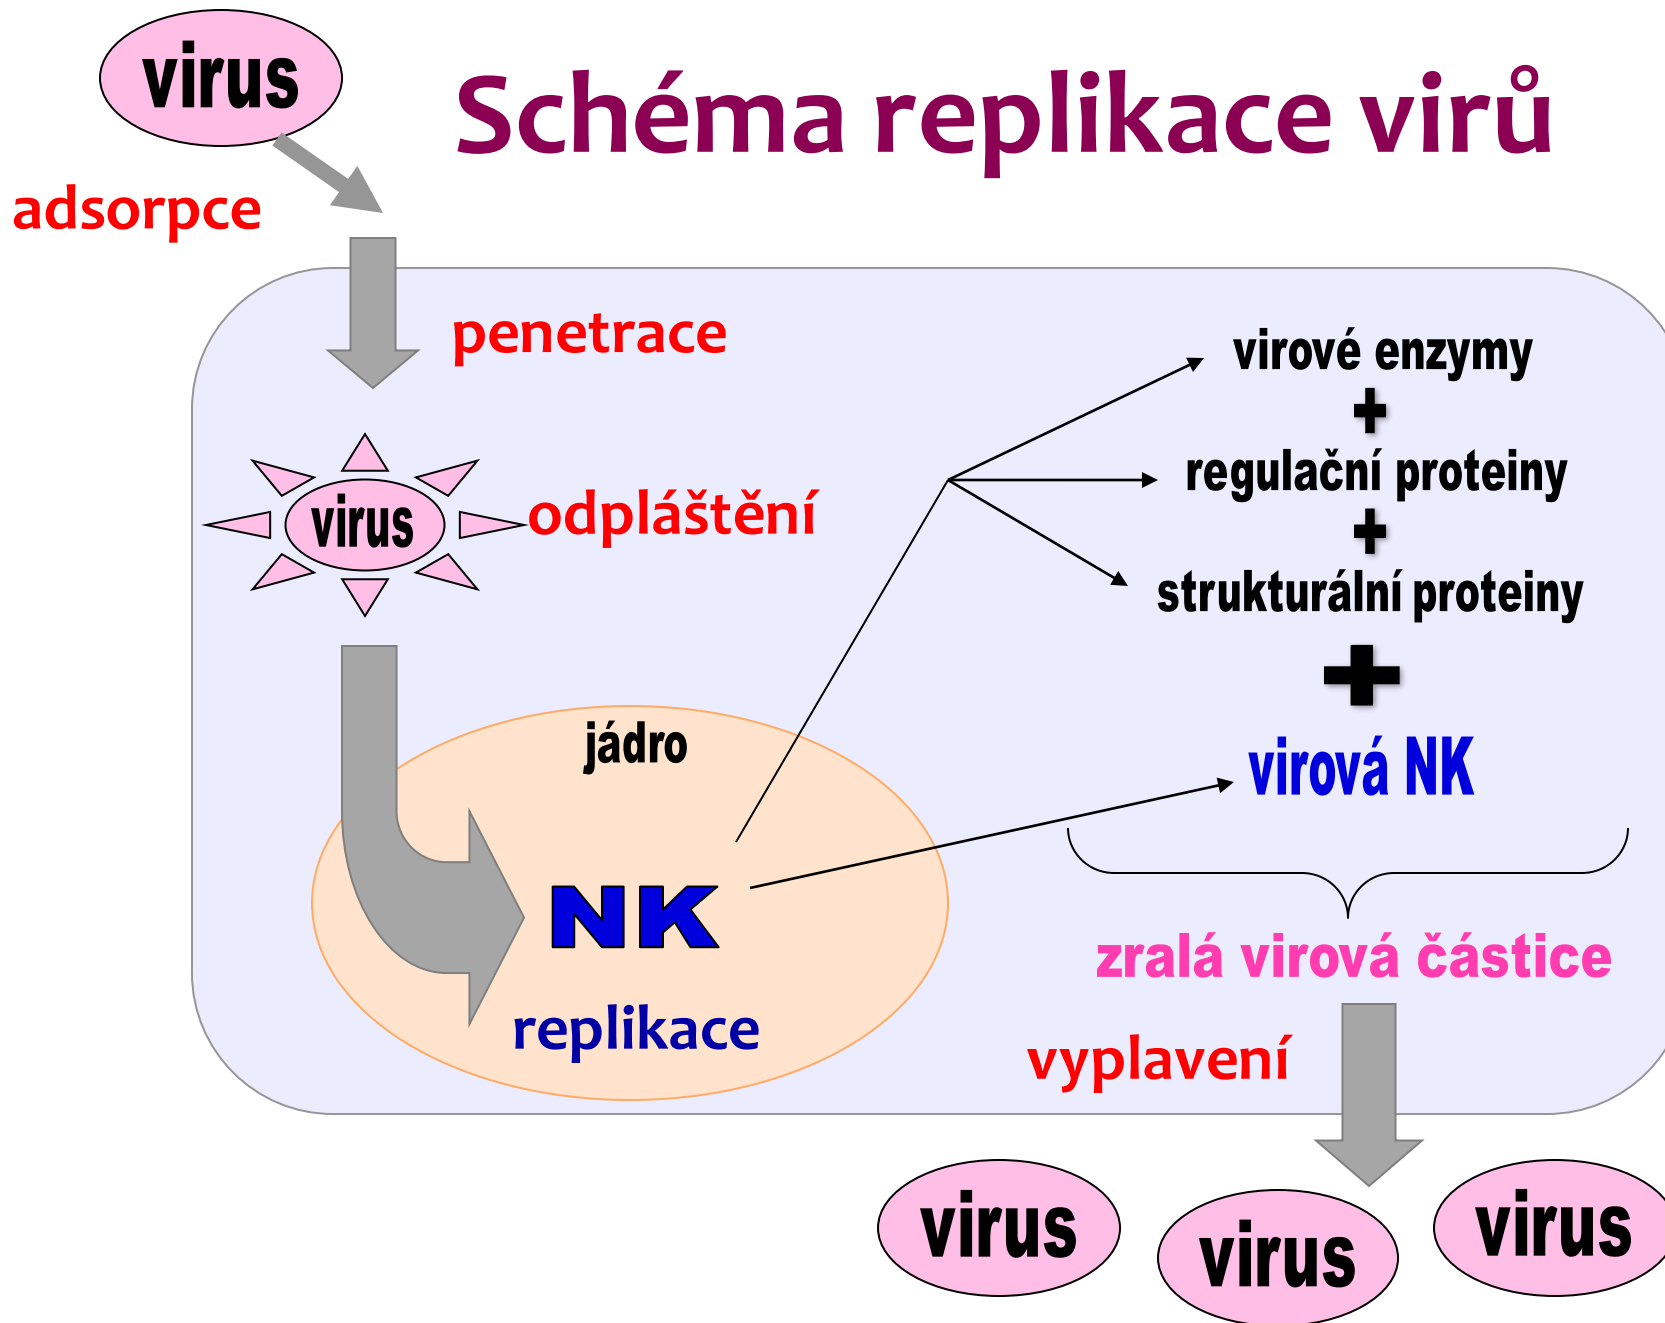 virus
Schéma replikace virů
adsorpce
penetrace
virus
odpláštění
virové enzymy
+
regulační proteiny
+
strukturální proteiny
+
virová NK
jádro
NK
replikace
zralá virová částice
vyplavení
virus
virus
virus